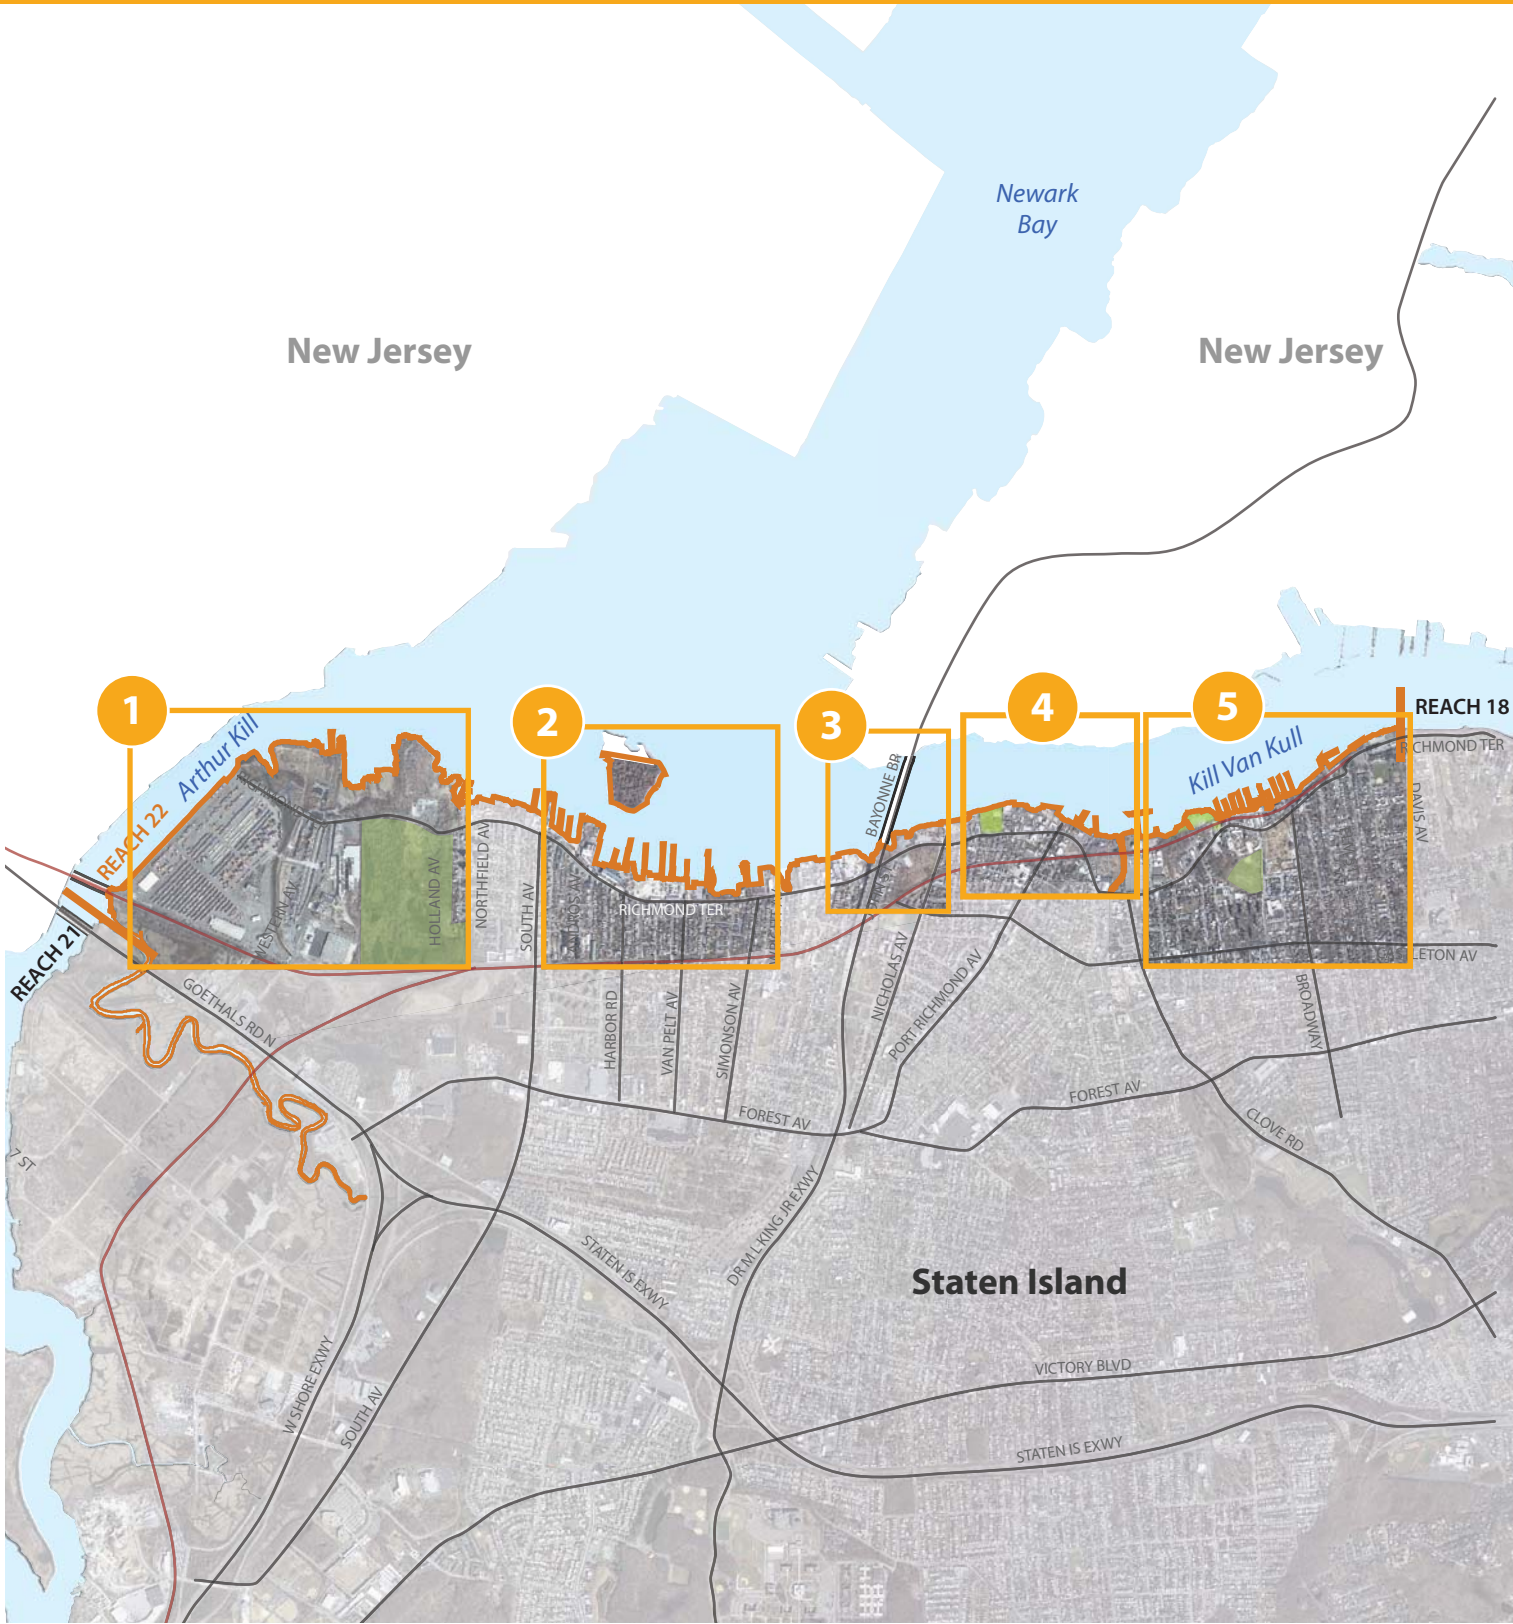 Newark
Bay
New Jersey
New Jersey
1
2
3
4
5
REACH 18
Arthur Kill
Kill Van Kull
RICHMOND TER
BAYONNE BR
DAVIS AV
REACH 22
REACH 21
HOLLAND AV
NORTHFIELD AV
SOUTH AV
RICHMOND TER
NICHOLAS AV
PORT RICHMOND AV
LETON AV
BROADWAY
GOETHALS RD N
HARBOR RD
VAN PELT AV
SIMONSON AV
FOREST AV
FOREST AV
CLOVE RD
7 ST
STATEN IS EXWY
DR M L KING JR EXWY
Staten Island
W SHORE EXWY
SOUTH AV
VICTORY BLVD
STATEN IS EXWY